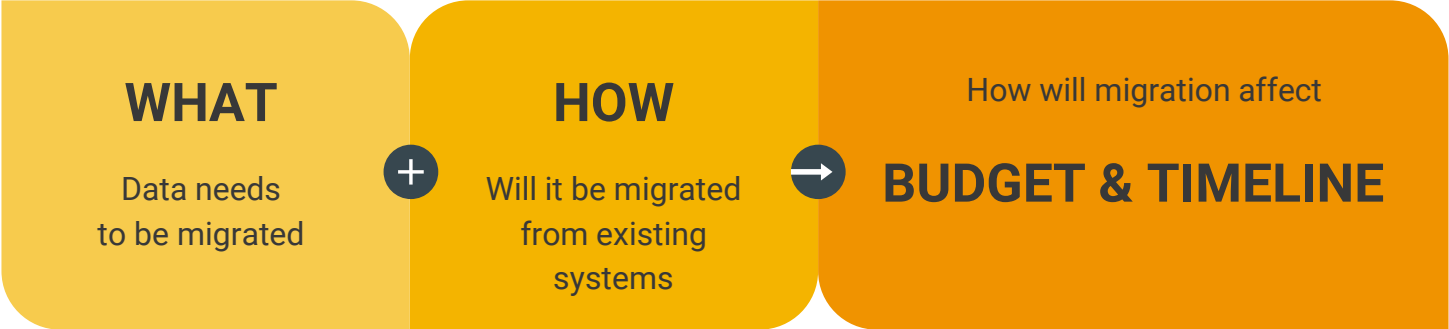 WHAT
Data needs
to be migrated
+
HOW
Will it be migrated
from existing
systems
How will migration affect
BUDGET & TIMELINE